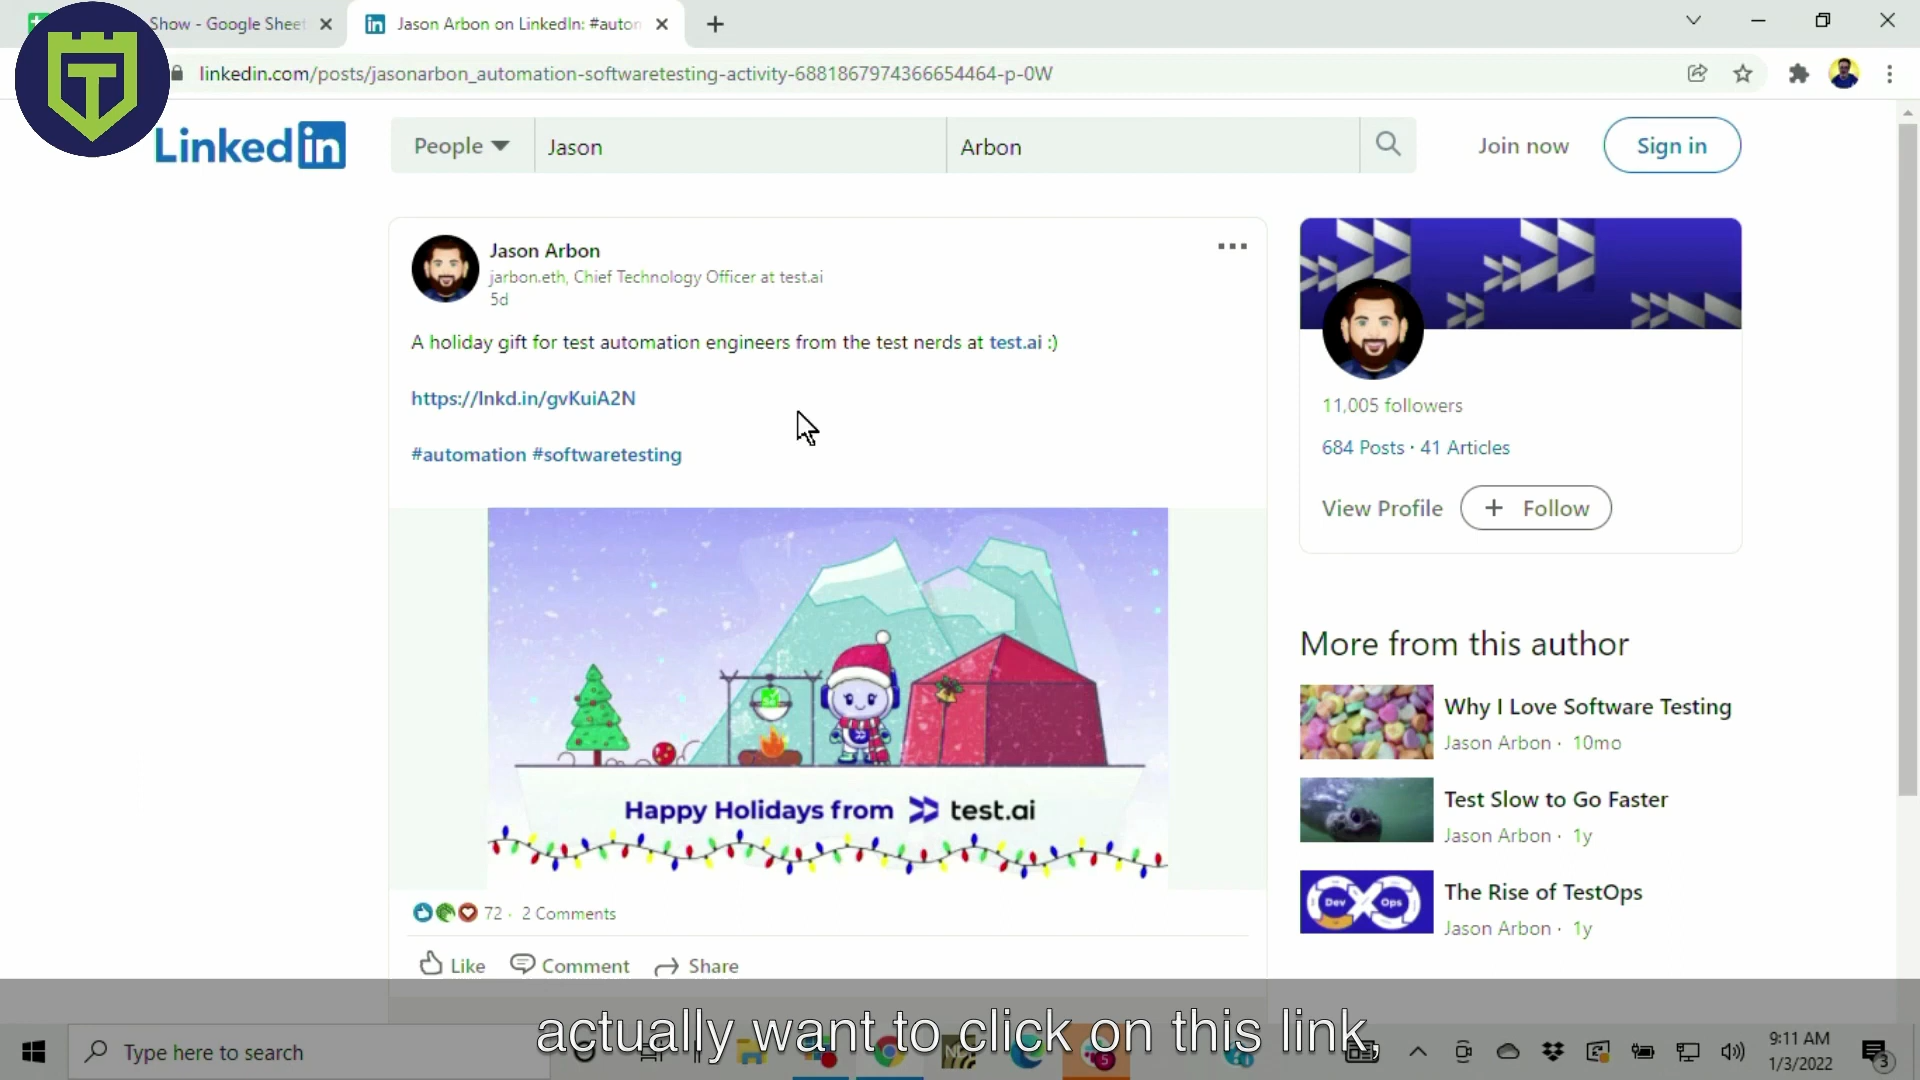 Show - Google Sheet
Jason Arbon on LinkedIn: #autom
linkedin.com/posts/jasonarbon_automation-softwaretesting-activity-6881867974366654464-p-0W
T
Linked in
People
Jason
Arbon
Join now
Sign in
Jason Arbon
jarbon.eth, Chief Technology Officer at test.ai
5d
A holiday gift for test automation engineers from the test nerds at test.ai :)
https://lnkd.in/gvKuiA2N
#automation #softwaretesting
Happy Holidays from test.ai
72 · 2 Comments
Like
Comment
Share
11,005 followers
684 Posts · 41 Articles
View Profile
+ Follow
More from this author
Why I Love Software Testing
Jason Arbon · 10mo
Test Slow to Go Faster
Jason Arbon · 1y
Dev Ops
The Rise of TestOps
Jason Arbon · 1y
actually want to click on this link,
Type here to search
5
9:11 AM
1/3/2022
3